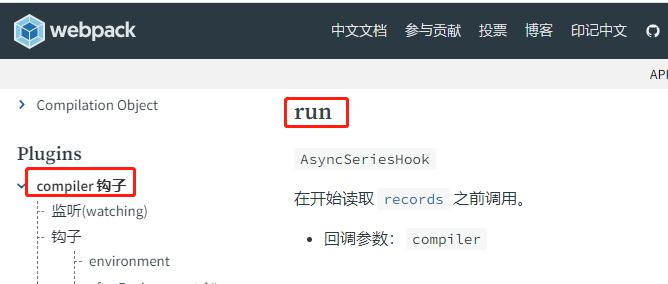 webpack 中文文档 参与贡献 投票 博客 印记中文
API
Compilation Object
Plugins
compiler 钩子
监听(watching)
钩子
environment
run
AsyncSeriesHook
在开始读取 records 之前调用。
回调参数： compiler